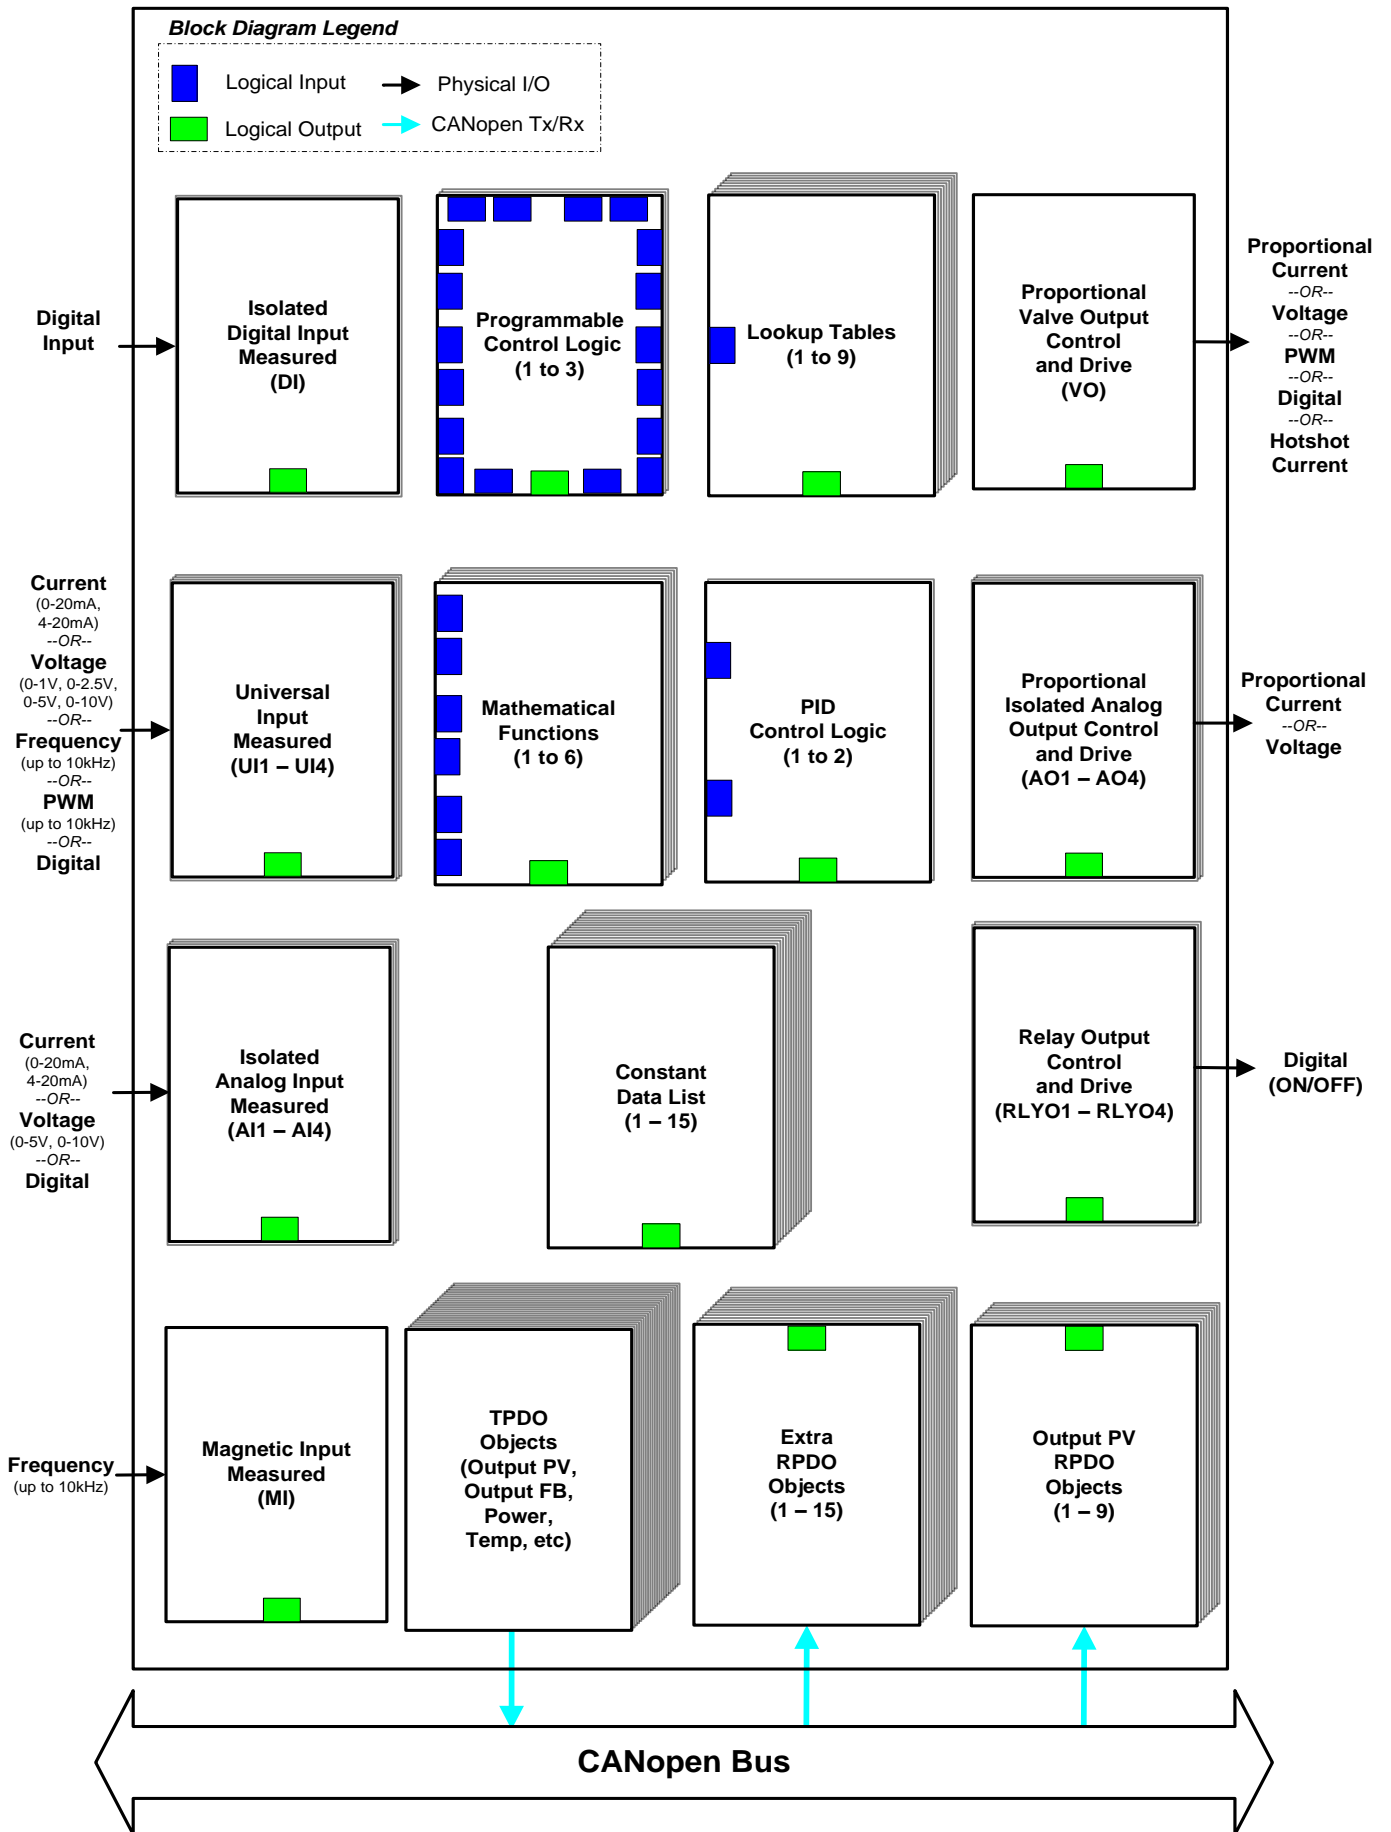 Block Diagram Legend
Logical Input
Physical I/O
Logical Output
CANopen Tx/Rx
Digital
Input
Isolated
Digital Input
Measured
(DI)
Programmable
Control Logic
(1 to 3)
Lookup Tables
(1 to 9)
Proportional
Valve Output
Control
and Drive
(VO)
Proportional
Current
--OR--
Voltage
--OR--
PWM
--OR--
Digital
--OR--
Hotshot
Current
Current
(0-20mA,
4-20mA)
--OR--
Voltage
(0-1V, 0-2.5V,
0-5V, 0-10V)
--OR--
Frequency
(up to 10kHz)
--OR--
PWM
(up to 10kHz)
--OR--
Digital
Universal
Input
Measured
(UI1 – UI4)
Mathematical
Functions
(1 to 6)
PID
Control Logic
(1 to 2)
Proportional
Isolated Analog
Output Control
and Drive
(AO1 – AO4)
Proportional
Current
--OR--
Voltage
Current
(0-20mA,
4-20mA)
--OR--
Voltage
(0-5V, 0-10V)
--OR--
Digital
Isolated
Analog Input
Measured
(AI1 – AI4)
Constant
Data List
(1 – 15)
Relay Output
Control
and Drive
(RLYO1 – RLYO4)
Digital
(ON/OFF)
Frequency
(up to 10kHz)
Magnetic Input
Measured
(MI)
TPDO
Objects
(Output PV,
Output FB,
Power,
Temp, etc)
Extra
RPDO
Objects
(1 – 15)
Output PV
RPDO
Objects
(1 – 9)
CANopen Bus